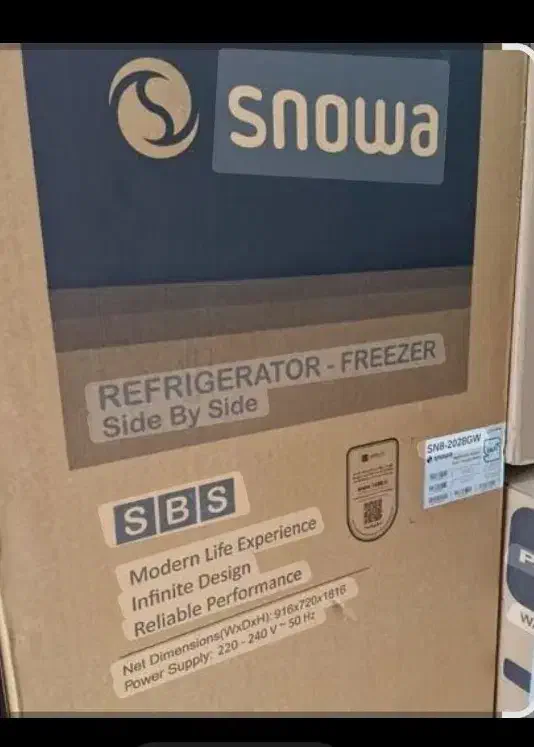 snowa
REFRIGERATOR - FREEZER
Side By Side
SN8-2028GW
snowa
SBS
Modern Life Experience
Infinite Design
Reliable Performance
Net Dimensions(WxDxH): 916x720x1816
Power Supply: 220 - 240 V ~ 50 Hz
P
W